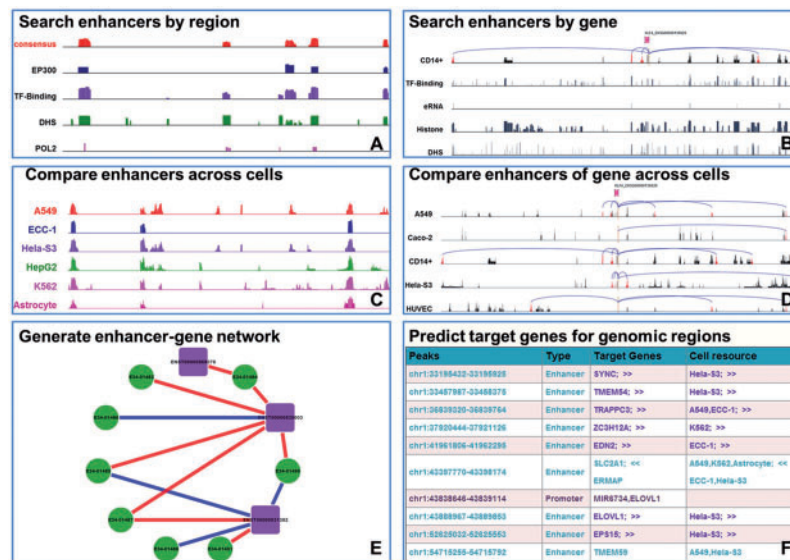 Search enhancers by region
consensus
EP300
TF-Binding
DHS
POL2
A
Search enhancers by gene
CD14+
TF-Binding
eRNA
Histone
DHS
B
Compare enhancers across cells
A549
ECC-1
Hela-S3
HepG2
K562
Astrocyte
C
Compare enhancers of gene across cells
A549
Caco-2
CD14+
Hela-S3
HUVEC
D
Generate enhancer-gene network
E
Predict target genes for genomic regions
Peaks Type Target Genes Cell resource
chr1:33195432-33195925 Enhancer SYNC; >> Hela-S3; >>
chr1:33457987-33458375 Enhancer TMEM54; >> Hela-S3; >>
chr1:36839320-36839764 Enhancer TRAPPC3; >> A549,ECC-1; >>
chr1:37920444-37921126 Enhancer ZC3H12A; >> K562; >>
chr1:41961806-41962295 Enhancer EDN2; >> ECC-1; >>
chr1:43397770-43398174 Enhancer SLC2A1; << ERMAP A549,K562,Astrocyte; << ECC-1,Hela-S3
chr1:43838646-43839114 Promoter MIR6734,ELOVL1
chr1:43888967-43889853 Enhancer ELOVL1; >> Hela-S3; >>
chr1:52625032-52625553 Enhancer EPS15; >> Hela-S3; >>
chr1:54715255-54715792 Enhancer TMEM59 A549,Hela-S3
F